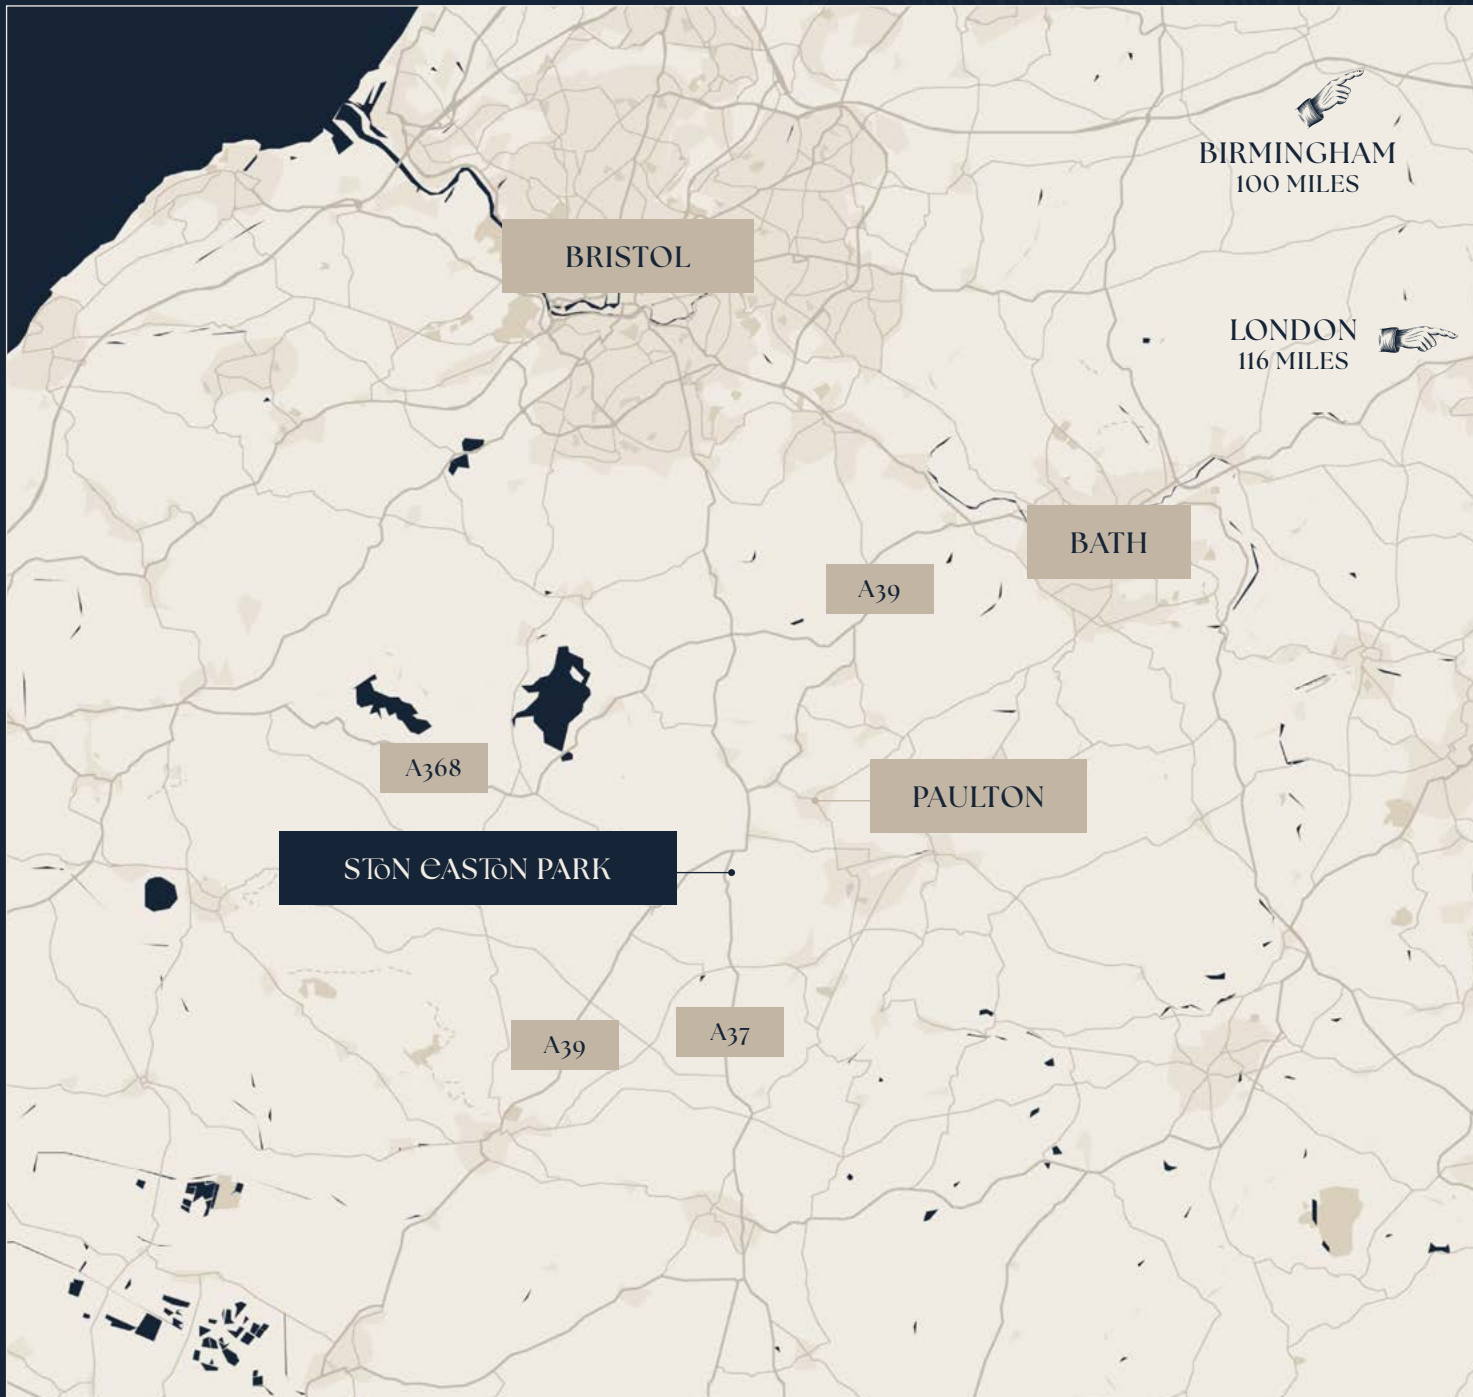 BIRMINGHAM
100 MILES
BRISTOL
LONDON
116 MILES
BATH
A39
A368
PAULTON
STON EASTON PARK
A39
A37